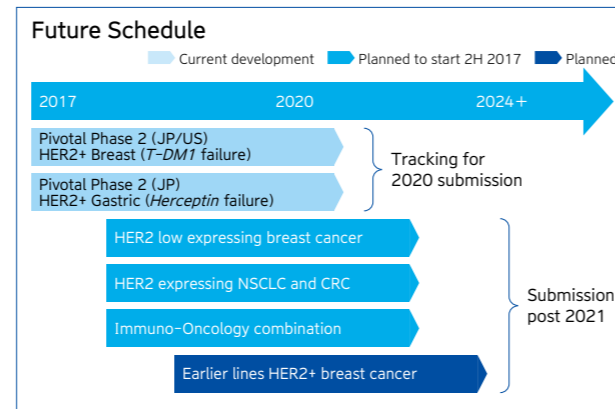 Future Schedule
Current development
Planned to start 2H 2017
Planned
2017
2020
2024+
Pivotal Phase 2 (JP/US)
HER2+ Breast (T-DM1 failure)
Pivotal Phase 2 (JP)
HER2+ Gastric (Herceptin failure)
Tracking for
2020 submission
HER2 low expressing breast cancer
HER2 expressing NSCLC and CRC
Immuno-Oncology combination
Earlier lines HER2+ breast cancer
Submission
post 2021